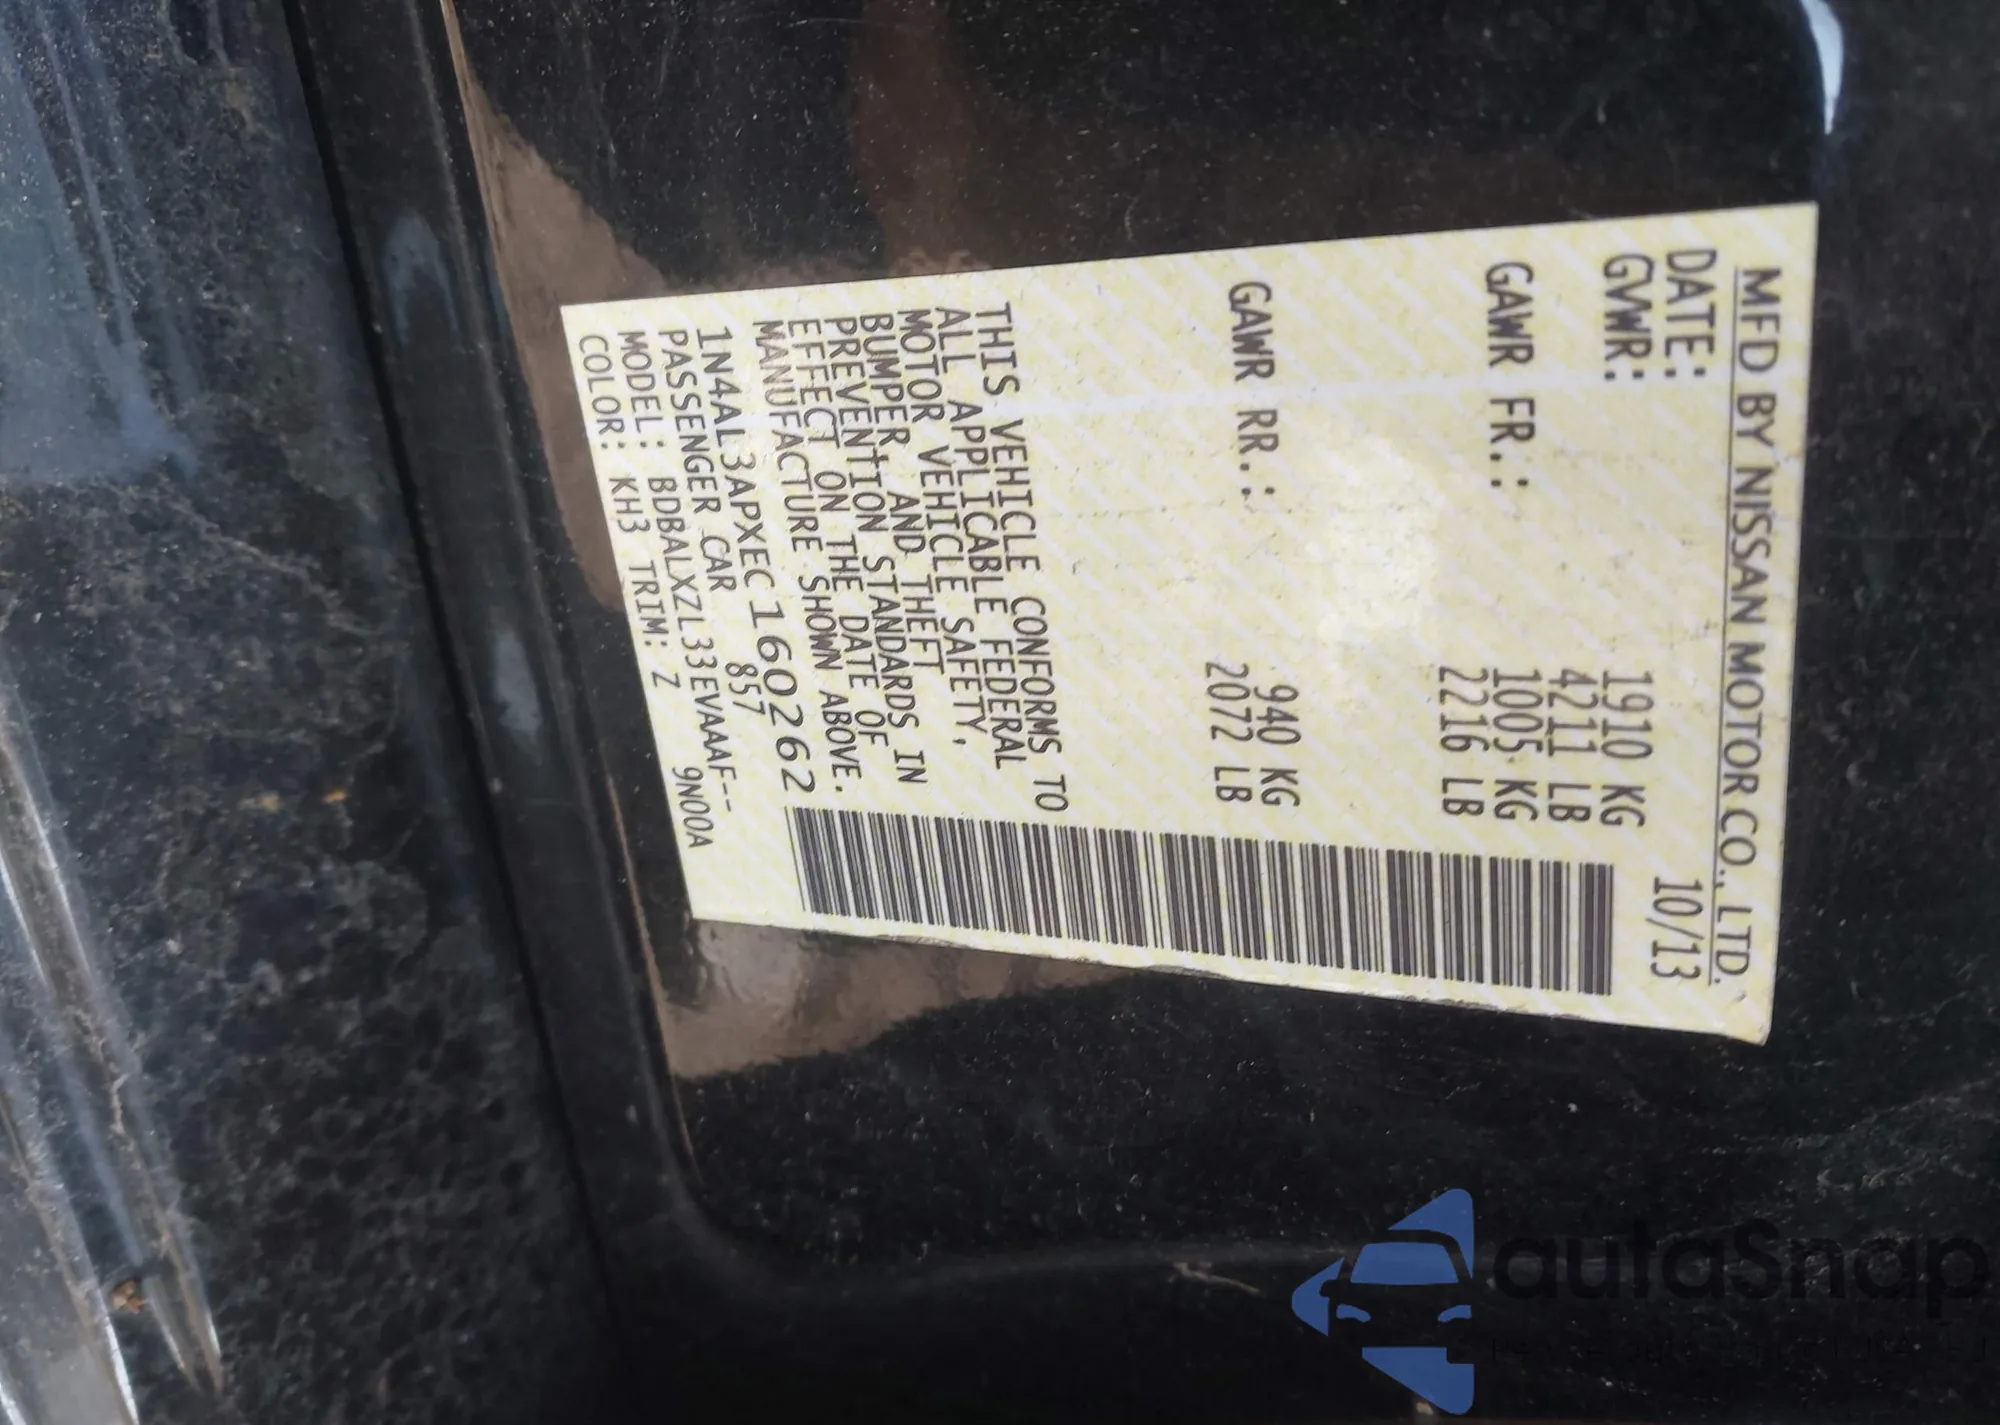 MFD BY NISSAN MOTOR CO., LTD.
DATE: 10/13
GVWR: 1910 KG
4211 LB
GAWR FR.: 1005 KG
2216 LB
GAWR RR.: 940 KG
2072 LB
THIS VEHICLE CONFORMS TO
ALL APPLICABLE FEDERAL
MOTOR VEHICLE SAFETY,
BUMPER, AND THEFT
PREVENTION STANDARDS IN
EFFECT ON THE DATE OF
MANUFACTURE SHOWN ABOVE.
1N4AL3APXEC160262
PASSENGER CAR 857
MODEL: BDBALXZL33EVAAAF--
COLOR: KH3 TRIM: Z 9N00A
autaSnap